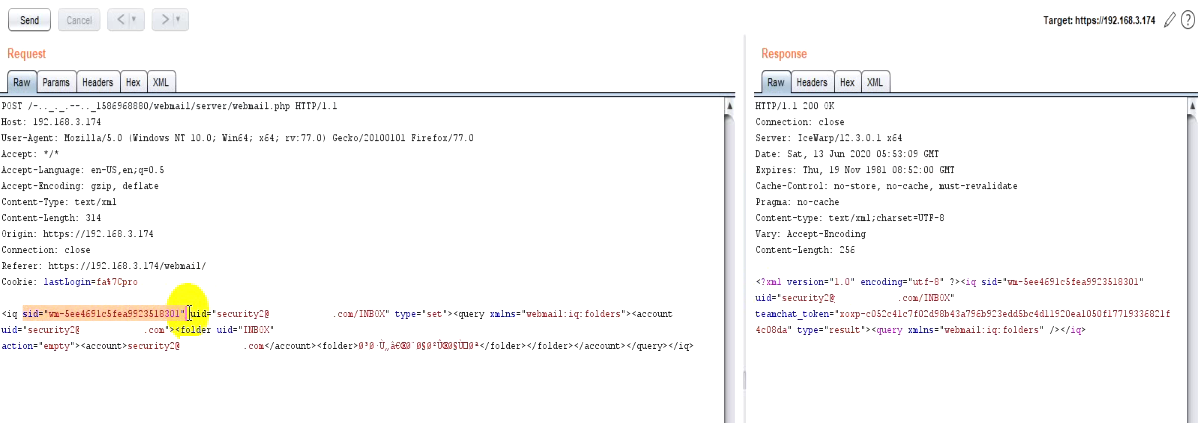 Send Cancel < >
Target: https://192.168.3.174 ?
Request
Raw Params Headers Hex XML
POST /-.._._.--.._1586968880/webmail/server/webmail.php HTTP/1.1
Host: 192.168.3.174
User-Agent: Mozilla/5.0 (Windows NT 10.0; Win64; x64; rv:77.0) Gecko/20100101 Firefox/77.0
Accept: */*
Accept-Language: en-US,en;q=0.5
Accept-Encoding: gzip, deflate
Content-Type: text/xml
Content-Length: 314
Origin: https://192.168.3.174
Connection: close
Referer: https://192.168.3.174/webmail/
Cookie: lastLogin=fa%7Cpro
<iq sid="wm-5ee4691c5fea9923518301" uid="security2@ .com/INBOX" type="set"><query xmlns="webmail:iq:folders"><account
uid="security2@ .com"><folder uid="INBOX"
action="empty"><account>security2@ .com</account><folder></folder></folder></account></query></iq>
Response
Raw Headers Hex XML
HTTP/1.1 200 OK
Connection: close
Server: IceWarp/12.3.0.1 x64
Date: Sat, 13 Jun 2020 05:53:09 GMT
Expires: Thu, 19 Nov 1981 08:52:00 GMT
Cache-Control: no-store, no-cache, must-revalidate
Pragma: no-cache
Content-type: text/xml;charset=UTF-8
Vary: Accept-Encoding
Content-Length: 256
<?xml version="1.0" encoding="utf-8" ?><iq sid="wm-5ee4691c5fea9923518301"
uid="security2@ .com/INBOX"
teamchat_token="xoxp-c052c41c7f02d98b43a796b923edd5bc4d11920ea1050f17719336821f
4c08da" type="result"><query xmlns="webmail:iq:folders" /></iq>